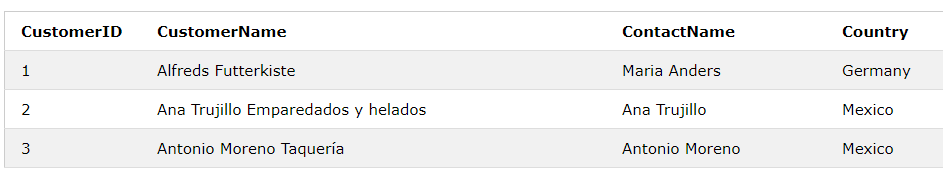 CustomerID CustomerName ContactName Country
1 Alfreds Futterkiste Maria Anders Germany
2 Ana Trujillo Emparedados y helados Ana Trujillo Mexico
3 Antonio Moreno Taquería Antonio Moreno Mexico